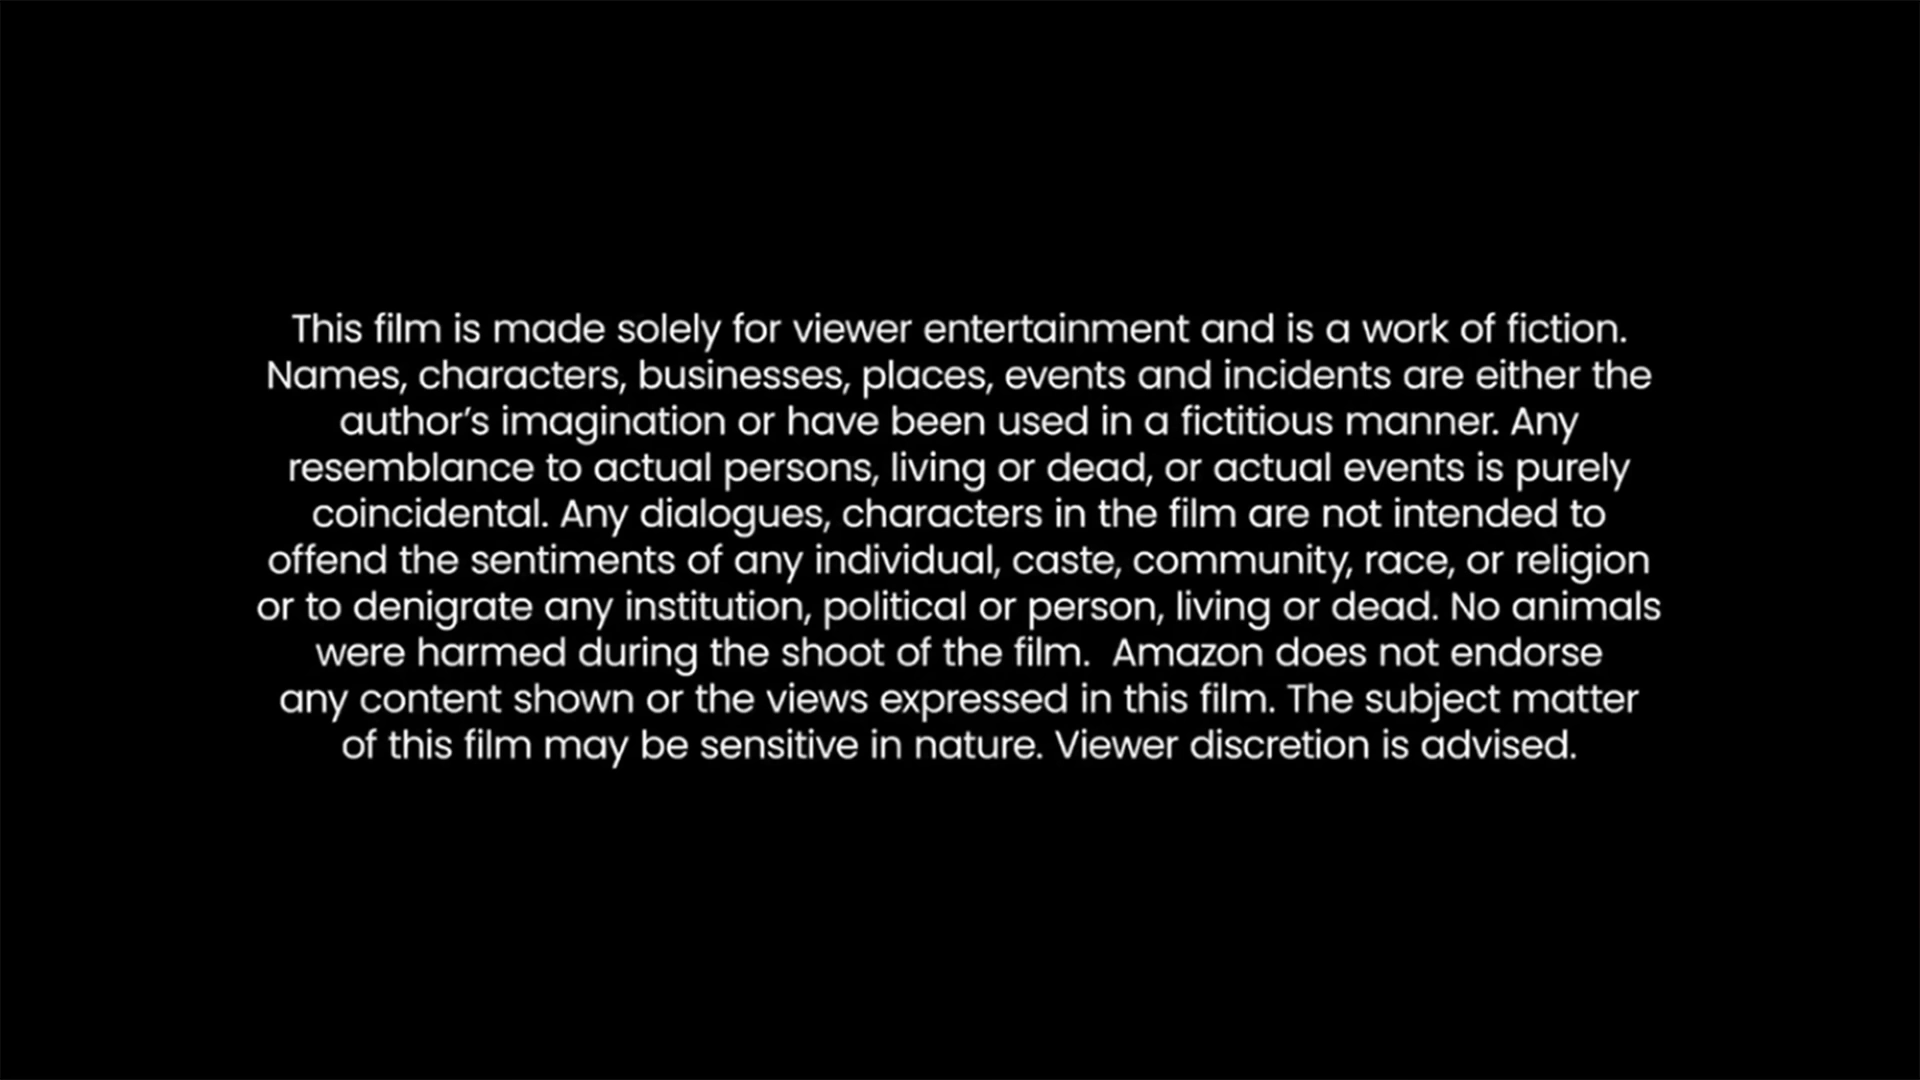 This film is made solely for viewer entertainment and is a work of fiction.
Names, characters, businesses, places, events and incidents are either the
author’s imagination or have been used in a fictitious manner. Any
resemblance to actual persons, living or dead, or actual events is purely
coincidental. Any dialogues, characters in the film are not intended to
offend the sentiments of any individual, caste, community, race, or religion
or to denigrate any institution, political or person, living or dead. No animals
were harmed during the shoot of the film.  Amazon does not endorse
any content shown or the views expressed in this film. The subject matter
of this film may be sensitive in nature. Viewer discretion is advised.